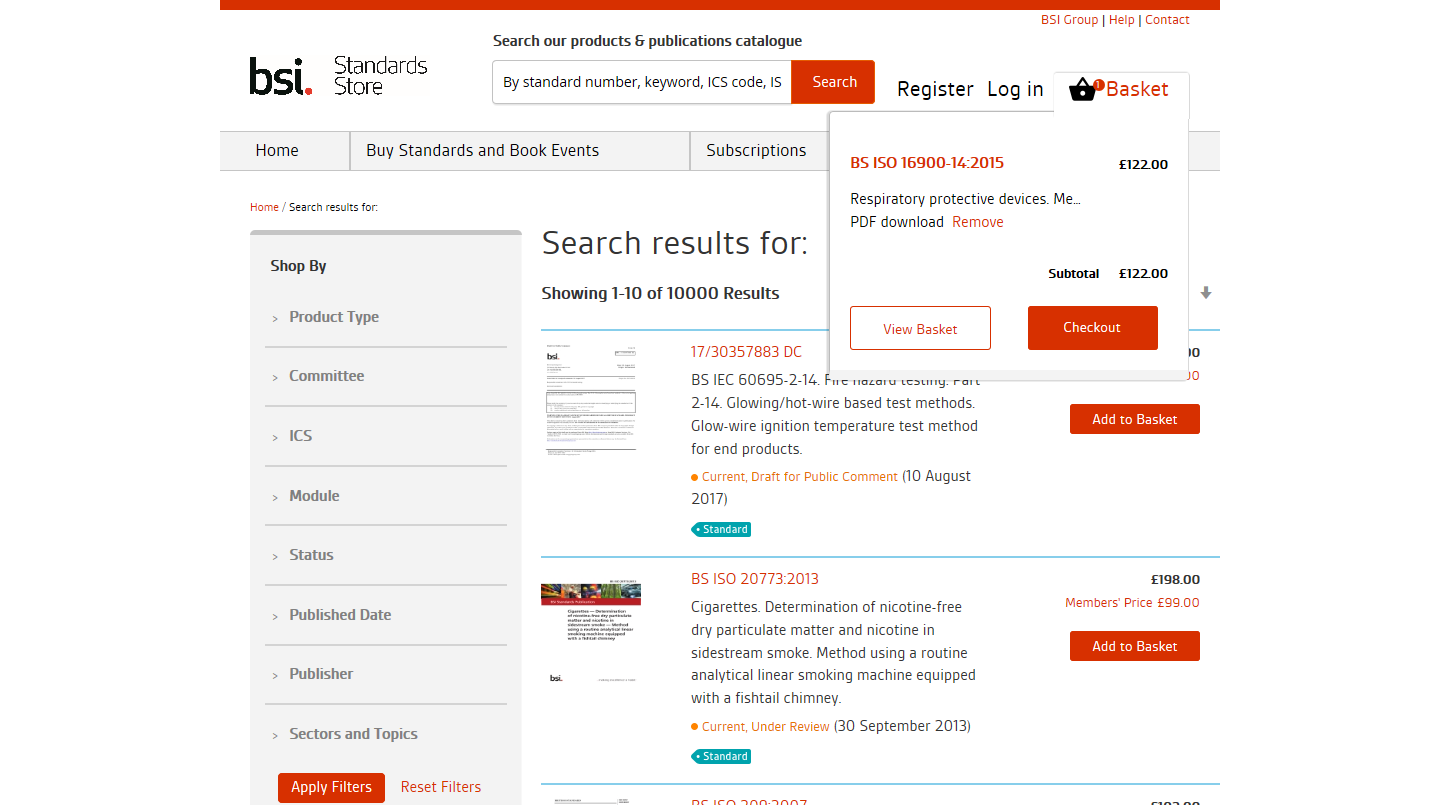 BSI Group | Help | Contact
Search our products & publications catalogue
bsi. Standards Store
By standard number, keyword, ICS code, IS
Search
Register Log in 1 Basket
Home
Buy Standards and Book Events
Subscriptions
BS ISO 16900-14:2015 £122.00
Respiratory protective devices. Me...
PDF download Remove
Subtotal £122.00
View Basket
Checkout
Home / Search results for:
Shop By
Product Type
Committee
ICS
Module
Status
Published Date
Publisher
Sectors and Topics
Apply Filters Reset Filters
Search results for:
Showing 1-10 of 10000 Results
17/30357883 DC
BS IEC 60695-2-14. Fire hazard testing. Part
2-14. Glowing/hot-wire based test methods.
Glow-wire ignition temperature test method
for end products.
Current, Draft for Public Comment (10 August
2017)
Standard
Add to Basket
BS ISO 20773:2013
£198.00
Members' Price £99.00
Cigarettes. Determination of nicotine-free
dry particulate matter and nicotine in
sidestream smoke. Method using a routine
analytical linear smoking machine equipped
with a fishtail chimney.
Current, Under Review (30 September 2013)
Standard
Add to Basket
Cigarettes — Determination
of nicotine-free dry particulate
matter and nicotine in
sidestream smoke — Method
using a routine analytical linear
smoking machine equipped
with a fishtail chimney
bsi.